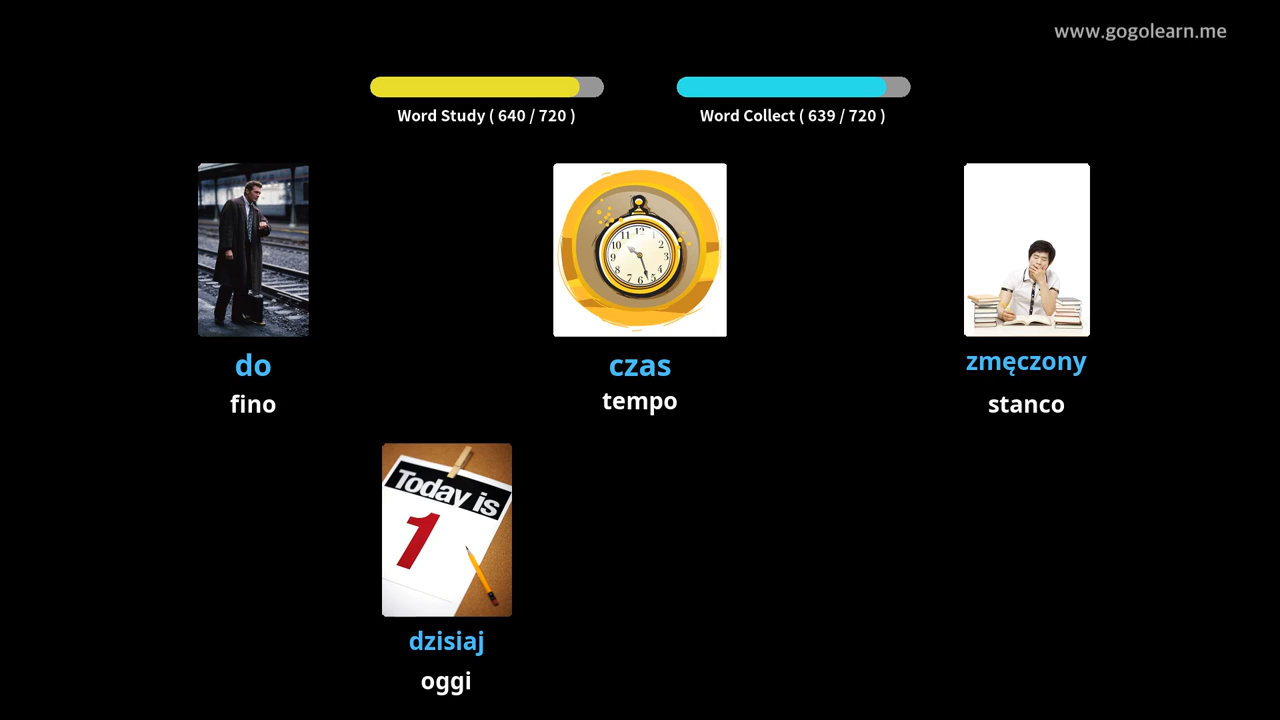 www.gogolearn.me
Word Study ( 640 / 720 )
Word Collect ( 639 / 720 )
do
czas
zmęczony
fino
tempo
stanco
Today is
1
dzisiaj
oggi